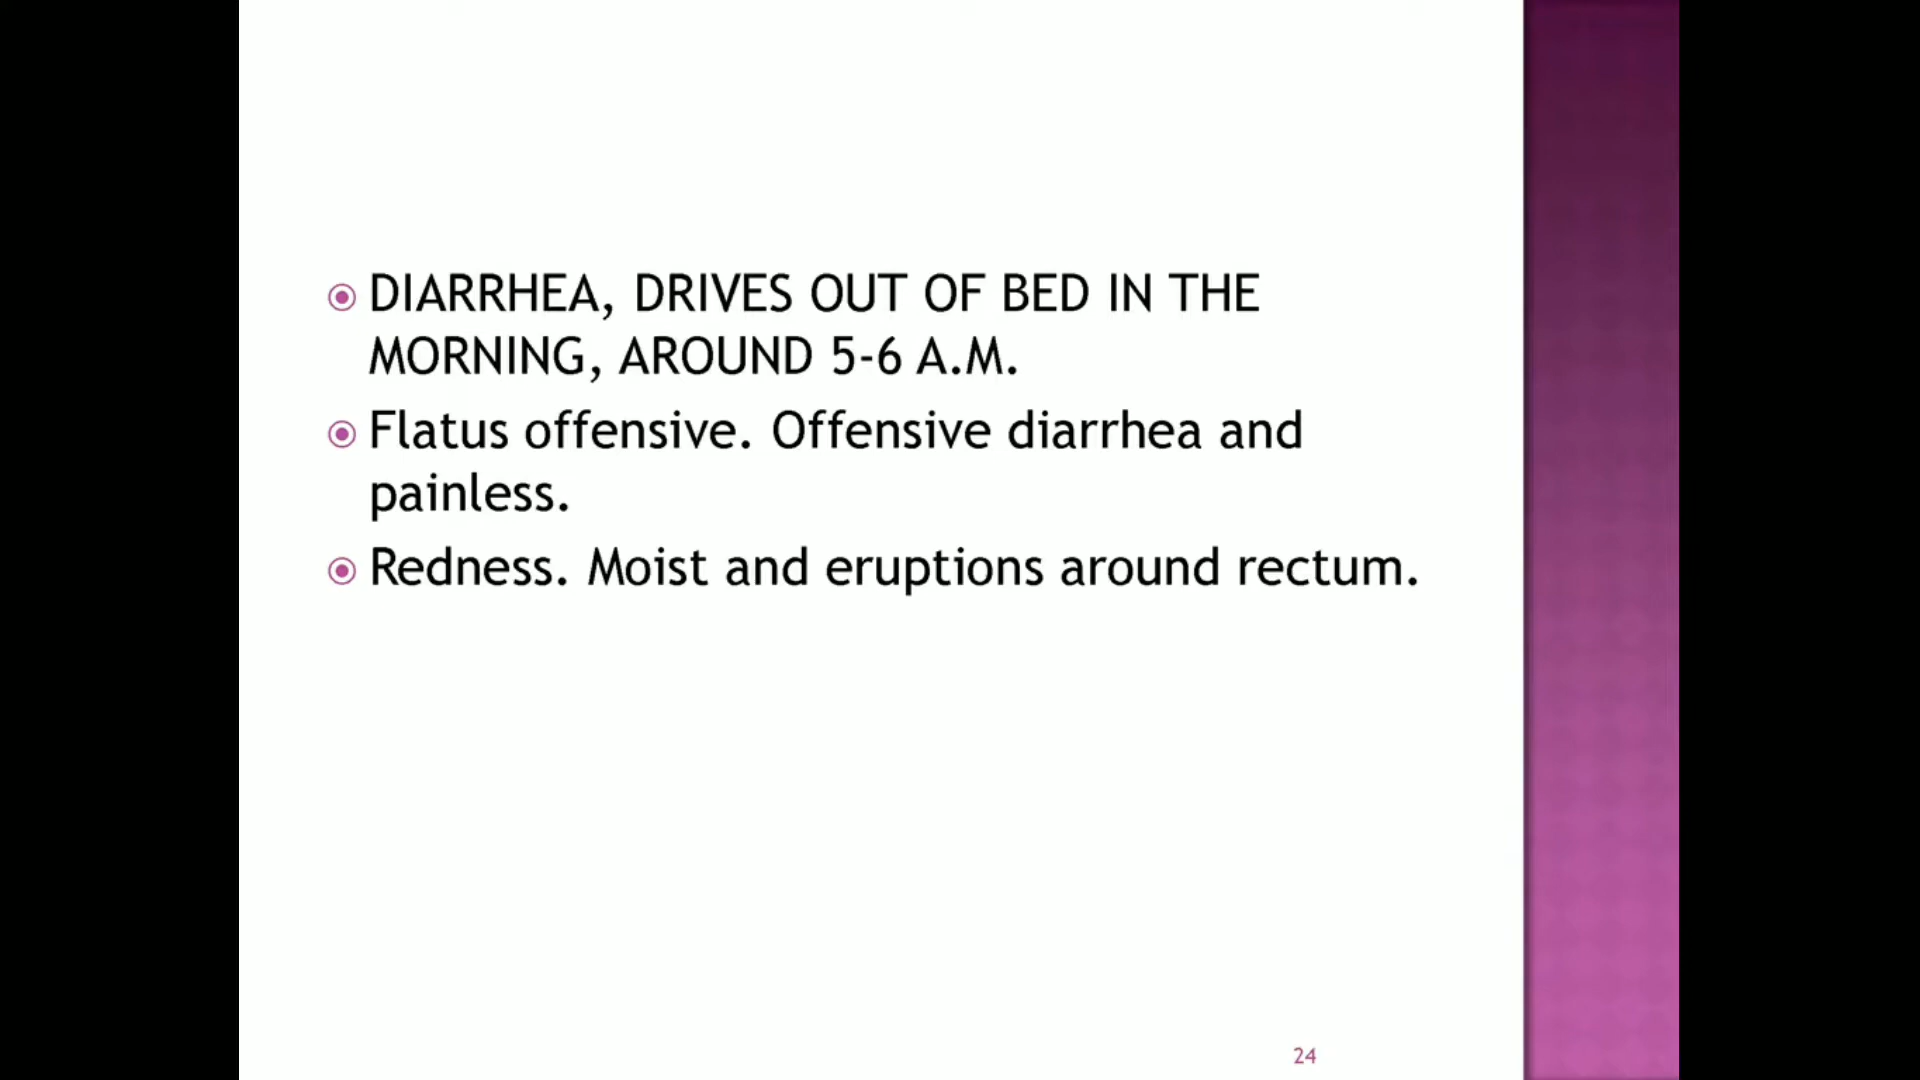 DIARRHEA, DRIVES OUT OF BED IN THE
MORNING, AROUND 5-6 A.M.
Flatus offensive. Offensive diarrhea and
painless.
Redness. Moist and eruptions around rectum.
24